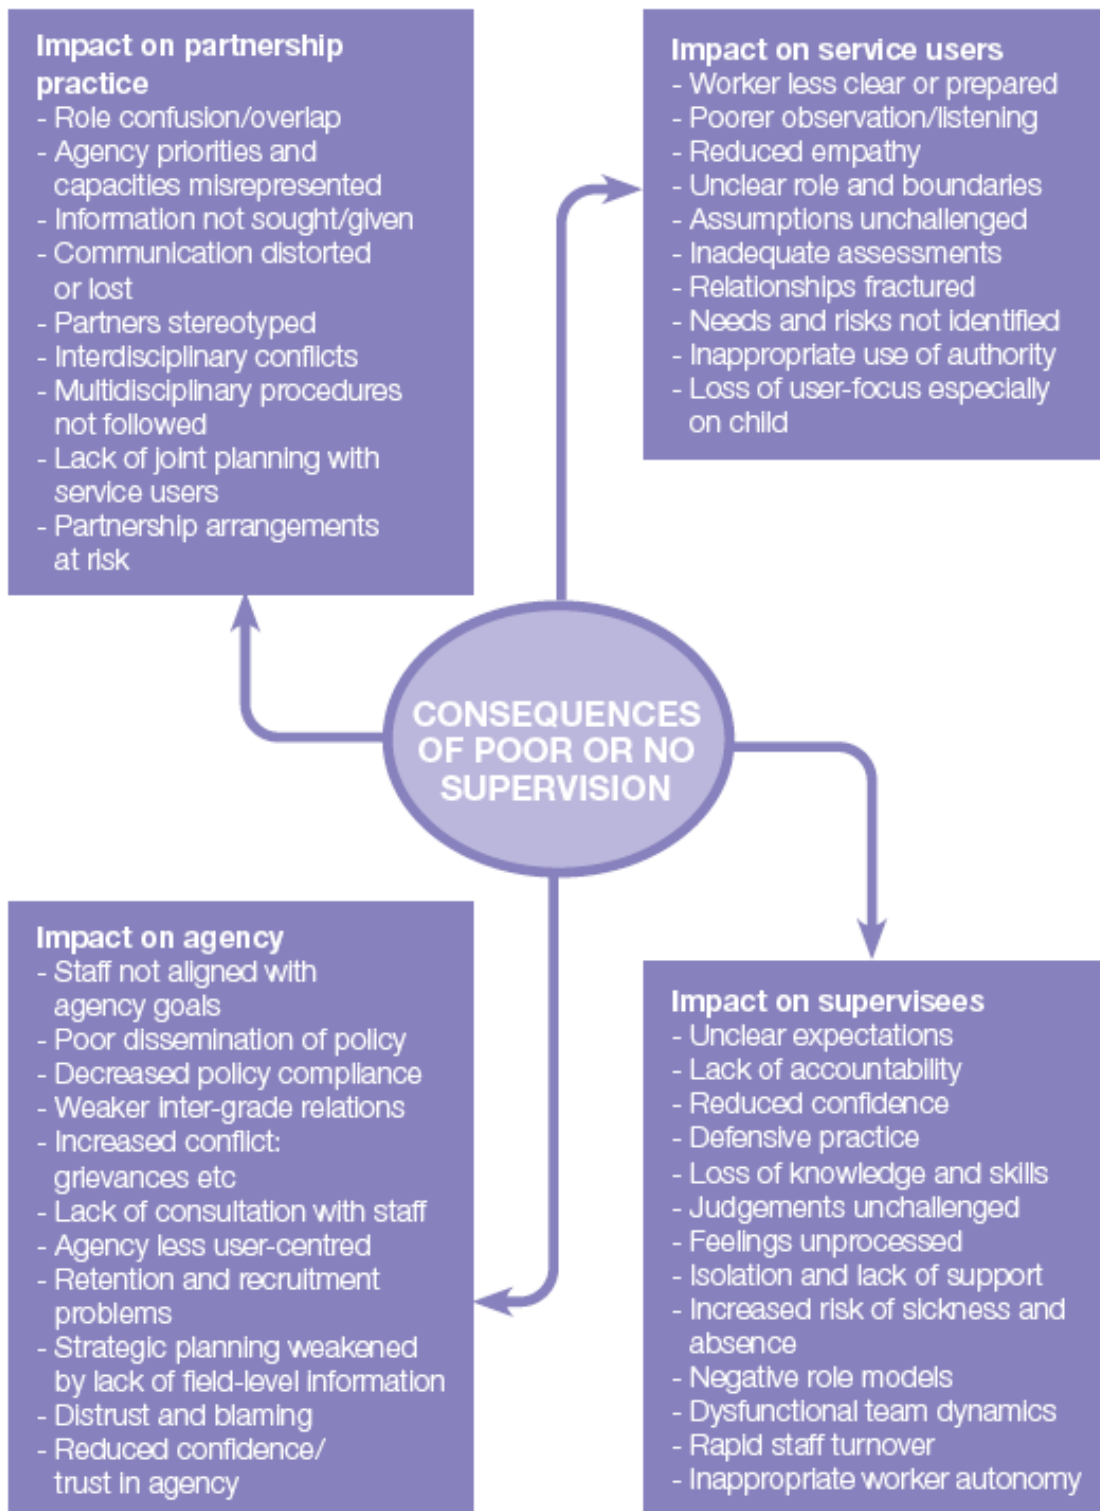 Impact on partnership
practice
- Role confusion/overlap
- Agency priorities and
capacities misrepresented
- Information not sought/given
- Communication distorted
or lost
- Partners stereotyped
- Interdisciplinary conflicts
- Multidisciplinary procedures
not followed
- Lack of joint planning with
service users
- Partnership arrangements
at risk
Impact on service users
- Worker less clear or prepared
- Poorer observation/listening
- Reduced empathy
- Unclear role and boundaries
- Assumptions unchallenged
- Inadequate assessments
- Relationships fractured
- Needs and risks not identified
- Inappropriate use of authority
- Loss of user-focus especially
on child
CONSEQUENCES
OF POOR OR NO
SUPERVISION
Impact on agency
- Staff not aligned with
agency goals
- Poor dissemination of policy
- Decreased policy compliance
- Weaker inter-grade relations
- Increased conflict:
grievances etc
- Lack of consultation with staff
- Agency less user-centred
- Retention and recruitment
problems
- Strategic planning weakened
by lack of field-level information
- Distrust and blaming
- Reduced confidence/
trust in agency
Impact on supervisees
- Unclear expectations
- Lack of accountability
- Reduced confidence
- Defensive practice
- Loss of knowledge and skills
- Judgements unchallenged
- Feelings unprocessed
- Isolation and lack of support
- Increased risk of sickness and
absence
- Negative role models
- Dysfunctional team dynamics
- Rapid staff turnover
- Inappropriate worker autonomy